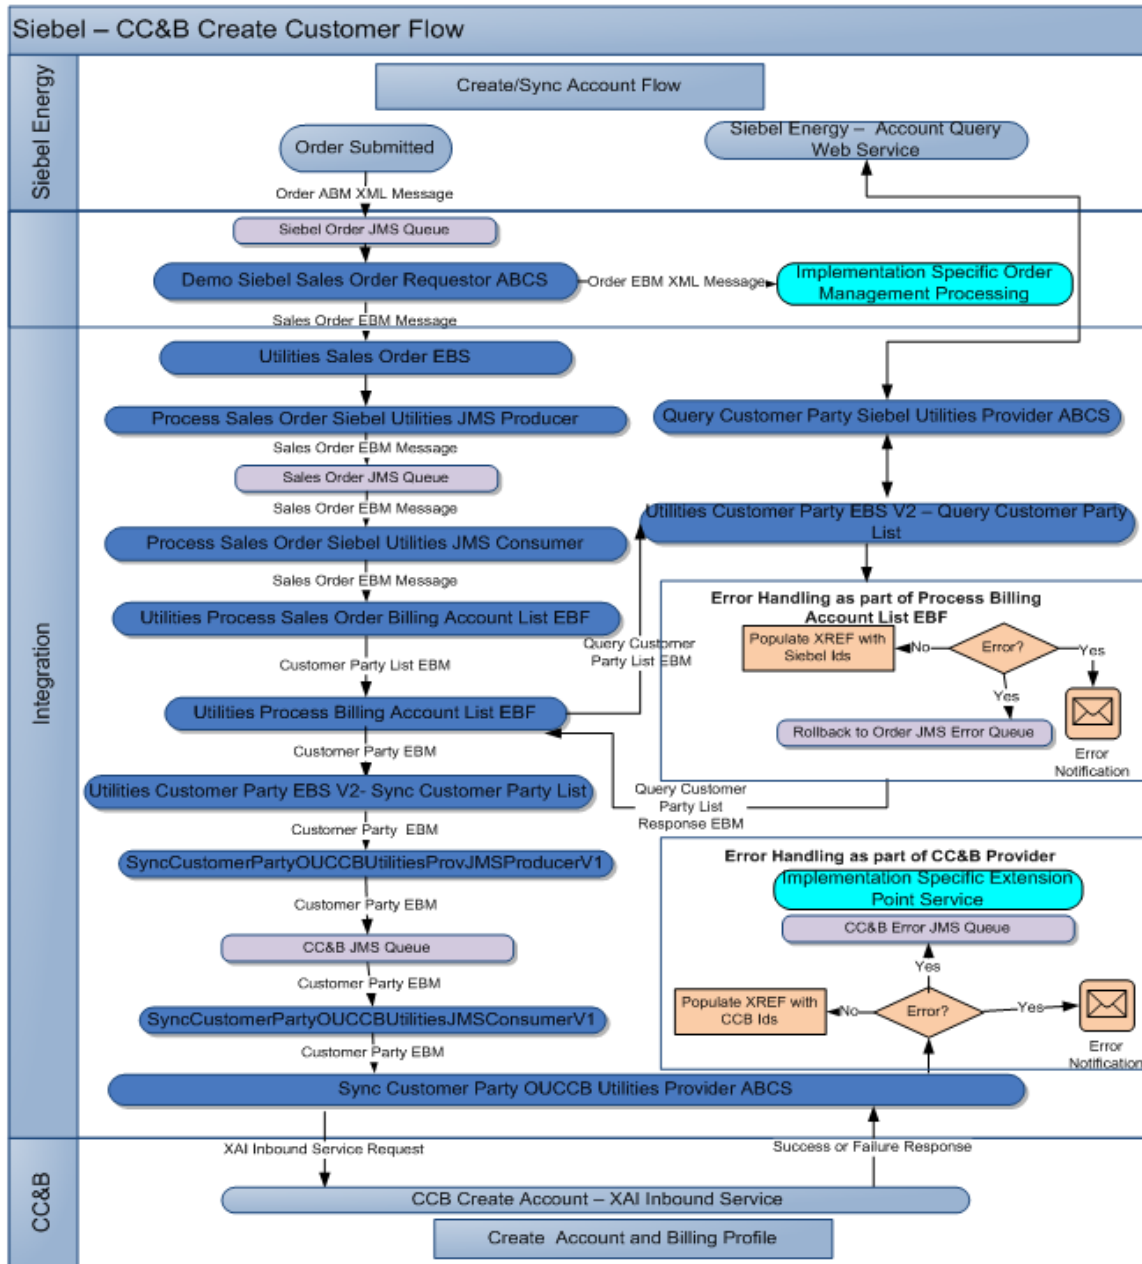 Siebel – CC&B Create Customer Flow
Siebel Energy
Create/Sync Account Flow
Order Submitted
Siebel Energy – Account Query
Web Service
Order ABM XML Message
Siebel Order JMS Queue
Demo Siebel Sales Order Requestor ABCS
Order EBM XML Message
Implementation Specific Order
Management Processing
Sales Order EBM Message
Integration
Utilities Sales Order EBS
Process Sales Order Siebel Utilities JMS Producer
Query Customer Party Siebel Utilities Provider ABCS
Sales Order EBM Message
Sales Order JMS Queue
Sales Order EBM Message
Utilities Customer Party EBS V2 – Query Customer Party
List
Process Sales Order Siebel Utilities JMS Consumer
Sales Order EBM Message
Utilities Process Sales Order Billing Account List EBF
Error Handling as part of Process Billing
Account List EBF
Populate XREF with
Siebel Ids
No
Error?
Yes
Yes
Query Customer
Party List EBM
Customer Party List EBM
Utilities Process Billing Account List EBF
Rollback to Order JMS Error Queue
Error
Notification
Customer Party EBM
Utilities Customer Party EBS V2- Sync Customer Party List
Query Customer
Party List
Response EBM
Customer Party EBM
SyncCustomerPartyOUCCBUtilitiesProvJMSProducerV1
Error Handling as part of CC&B Provider
Implementation Specific Extension
Point Service
Customer Party EBM
CC&B Error JMS Queue
CC&B JMS Queue
Yes
Customer Party EBM
Populate XREF with
CCB Ids
No
Error?
Yes
SyncCustomerPartyOUCCBUtilitiesJMSConsumerV1
Error
Notification
Customer Party EBM
Sync Customer Party OUCCB Utilities Provider ABCS
XAI Inbound Service Request
Success or Failure Response
CC&B
CCB Create Account – XAI Inbound Service
Create Account and Billing Profile